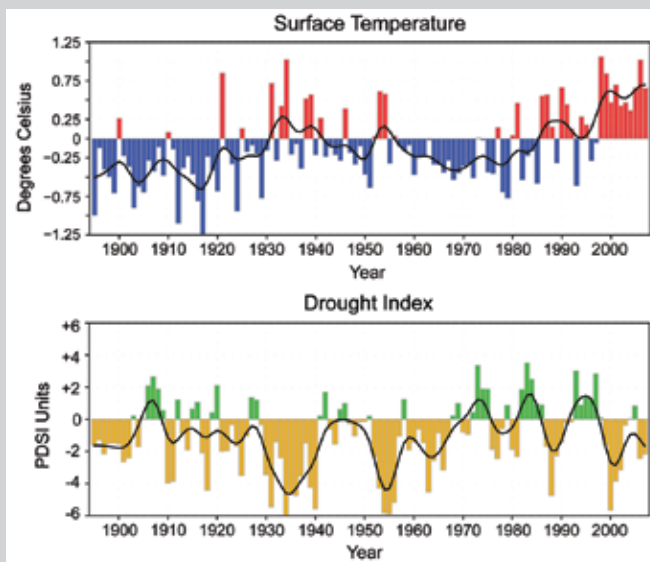 Surface Temperature
1.25
0.75
0.25
0
−0.25
−0.75
−1.25
Degrees Celsius
1900 1910 1920 1930 1940 1950 1960 1970 1980 1990 2000
Year
Drought Index
+6
+4
+2
0
-2
-4
-6
PDSI Units
1900 1910 1920 1930 1940 1950 1960 1970 1980 1990 2000
Year